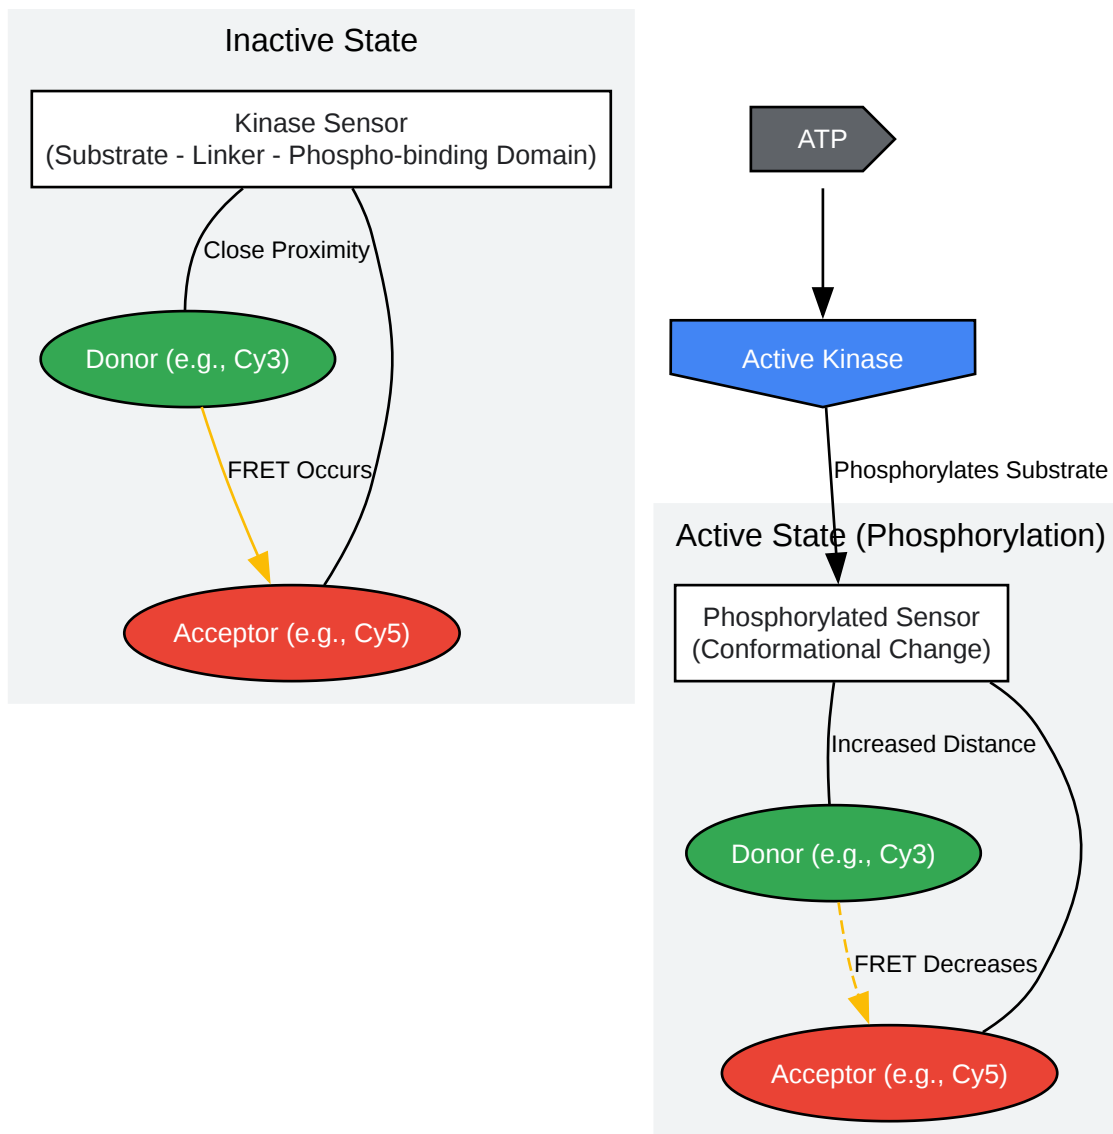 Inactive State
Kinase Sensor
(Substrate - Linker - Phospho-binding Domain)
Close Proximity
Donor (e.g., Cy3)
FRET Occurs
Acceptor (e.g., Cy5)
ATP
Active Kinase
Phosphorylates Substrate
Active State (Phosphorylation)
Phosphorylated Sensor
(Conformational Change)
Increased Distance
Donor (e.g., Cy3)
FRET Decreases
Acceptor (e.g., Cy5)